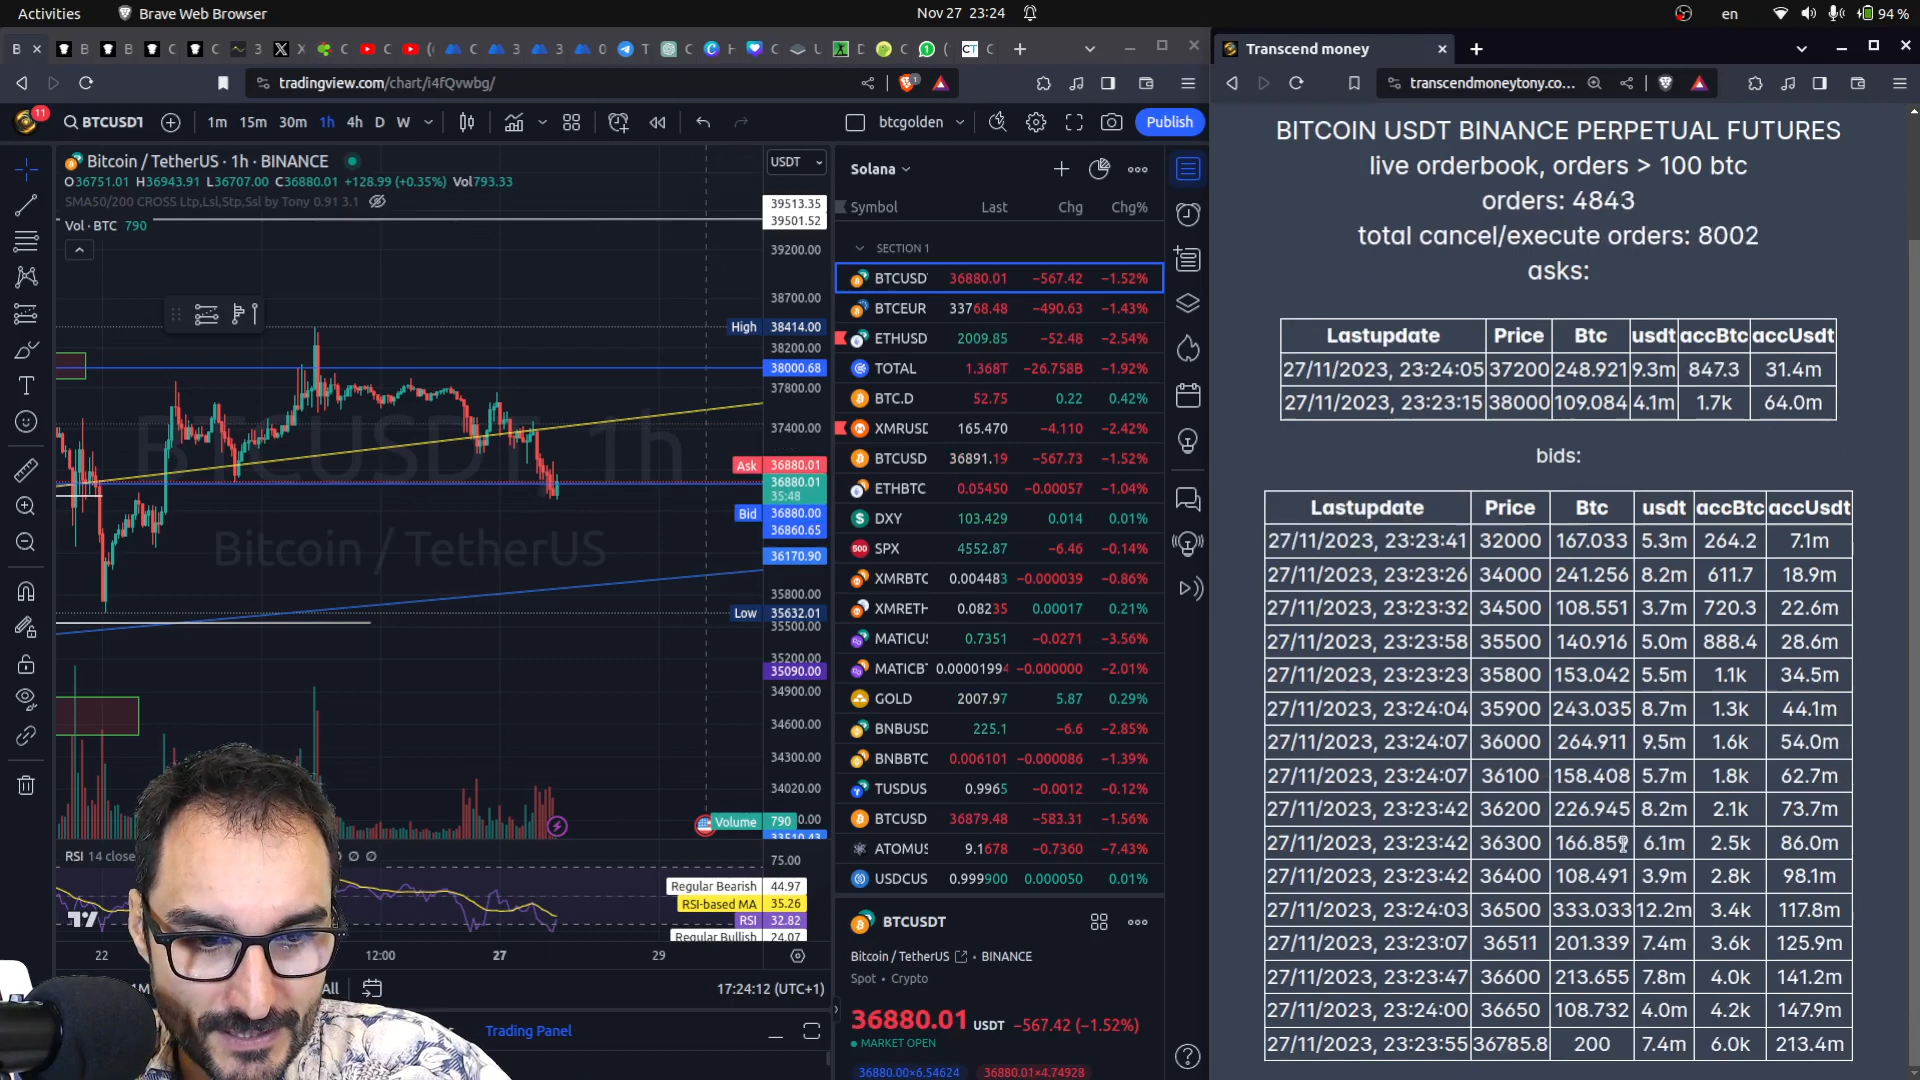 Activities
Brave Web Browser
Nov 27 23:24
en
94 %
tradingview.com/chart/i4fQvwbg/
11
BTCUSDT
1m 15m 30m 1h 4h D W
btcgolden
Publish
Bitcoin / TetherUS · 1h · BINANCE
O36751.01 H36943.91 L36707.00 C36880.01 +128.99 (+0.35%) Vol793.33
SMA50/200 CROSS Ltp,Lsl,Stp,Ssl by Tony 0.91 3.1
Vol · BTC 790
BTCUSDT, 1h
Bitcoin / TetherUS
USDT
39513.35
39501.52
39200.00
38700.00
High 38414.00
38200.00
38000.68
37800.00
37400.00
Ask 36880.01
36880.01
35:48
Bid 36880.00
36860.65
36170.90
35800.00
Low 35632.01
35500.00
35200.00
35090.00
34900.00
34600.00
34300.00
34020.00
Volume 790
33510.43
RSI 14 close
75.00
Regular Bearish 44.97
RSI-based MA 35.26
RSI 32.82
Regular Bullish 24.07
22 12:00 27 29
All
17:24:12 (UTC+1)
Trading Panel
Solana
Symbol Last Chg Chg%
SECTION 1
BTCUSD 36880.01 −567.42 −1.52%
BTCEUR 33768.48 −490.63 −1.43%
ETHUSD 2009.85 −52.48 −2.54%
TOTAL 1.368T −26.758B −1.92%
BTC.D 52.75 0.22 0.42%
XMRUSD 165.470 −4.110 −2.42%
BTCUSD 36891.19 −567.73 −1.52%
ETHBTC 0.05450 −0.00057 −1.04%
DXY 103.429 0.014 0.01%
SPX 4552.87 −6.46 −0.14%
XMRBTC 0.004483 −0.000039 −0.86%
XMRETH 0.08235 0.00017 0.21%
MATICUS 0.7351 −0.0271 −3.56%
MATICBT 0.00001994 −0.000000 −2.01%
GOLD 2007.97 5.87 0.29%
BNBUSD 225.1 −6.6 −2.85%
BNBBTC 0.006101 −0.000086 −1.39%
TUSDUS 0.9965 −0.0012 −0.12%
BTCUSD 36879.48 −583.31 −1.56%
ATOMUS 9.1678 −0.7360 −7.43%
USDCUS 0.999900 0.000050 0.01%
BTCUSDT
Bitcoin / TetherUS · BINANCE
Spot · Crypto
36880.01 USDT −567.42 (−1.52%)
MARKET OPEN
36880.00×6.54624 36880.01×4.74928
Transcend money
transcendmoneytony.co...
BITCOIN USDT BINANCE PERPETUAL FUTURES
live orderbook, orders > 100 btc
orders: 4843
total cancel/execute orders: 8002
asks:
Lastupdate Price Btc usdt accBtc accUsdt
27/11/2023, 23:24:05 37200 248.921 9.3m 847.3 31.4m
27/11/2023, 23:23:15 38000 109.084 4.1m 1.7k 64.0m
bids:
Lastupdate Price Btc usdt accBtc accUsdt
27/11/2023, 23:23:41 32000 167.033 5.3m 264.2 7.1m
27/11/2023, 23:23:26 34000 241.256 8.2m 611.7 18.9m
27/11/2023, 23:23:32 34500 108.551 3.7m 720.3 22.6m
27/11/2023, 23:23:58 35500 140.916 5.0m 888.4 28.6m
27/11/2023, 23:23:23 35800 153.042 5.5m 1.1k 34.5m
27/11/2023, 23:24:04 35900 243.035 8.7m 1.3k 44.1m
27/11/2023, 23:24:07 36000 264.911 9.5m 1.6k 54.0m
27/11/2023, 23:24:07 36100 158.408 5.7m 1.8k 62.7m
27/11/2023, 23:23:42 36200 226.945 8.2m 2.1k 73.7m
27/11/2023, 23:23:42 36300 6.1m 2.5k 86.0m
27/11/2023, 23:23:42 36400 108.491 3.9m 2.8k 98.1m
27/11/2023, 23:24:03 36500 333.033 12.2m 3.4k 117.8m
27/11/2023, 23:23:07 36511 201.339 7.4m 3.6k 125.9m
27/11/2023, 23:23:47 36600 213.655 7.8m 4.0k 141.2m
27/11/2023, 23:24:00 36650 108.732 4.0m 4.2k 147.9m
27/11/2023, 23:23:55 36785.8 200 7.4m 6.0k 213.4m